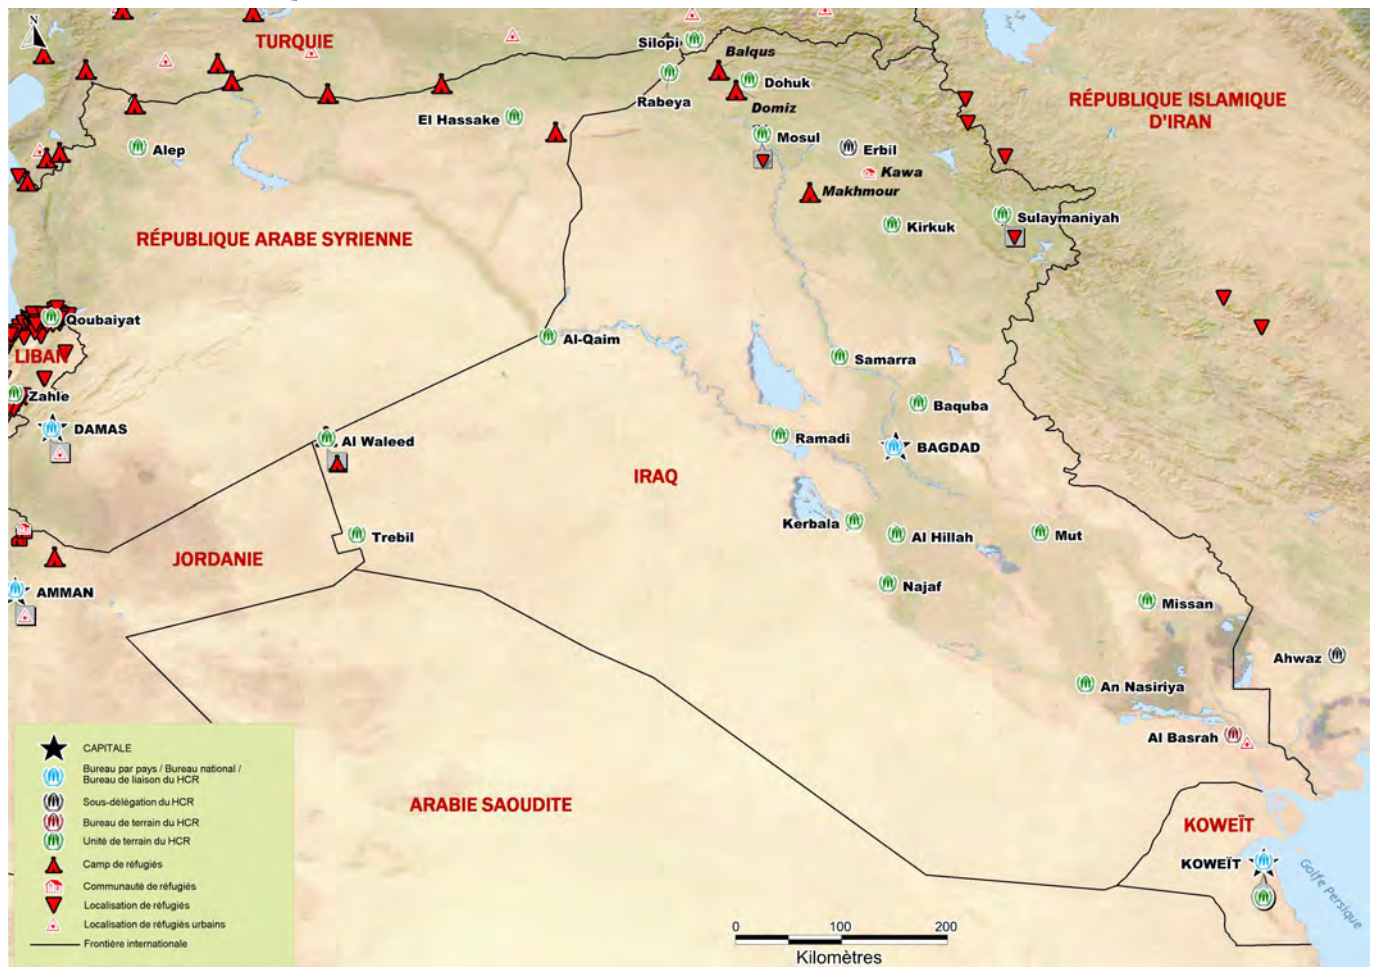 N
TURQUIE
Silopi
Balqus
Dohuk
Rabeya
Domiz
RÉPUBLIQUE ISLAMIQUE
D'IRAN
El Hassake
Mosul
Alep
Erbil
Kawa
Makhmour
Sulaymaniyah
Kirkuk
RÉPUBLIQUE ARABE SYRIENNE
Qoubaiyat
Al-Qaim
LIBAN
Samarra
Zahle
Baquba
DAMAS
Al Waleed
Ramadi
BAGDAD
IRAQ
Kerbala
Trebil
Al Hillah
Mut
JORDANIE
AMMAN
Najaf
Missan
Ahwaz
An Nasiriya
Al Basrah
ARABIE SAOUDITE
KOWEÏT
KOWEÏT
Golfe Persique
CAPITALE
Bureau par pays / Bureau national /
Bureau de liaison du HCR
Sous-délégation du HCR
Bureau de terrain du HCR
Unité de terrain du HCR
Camp de réfugiés
Communauté de réfugiés
Localisation de réfugiés
Localisation de réfugiés urbains
Frontière internationale
0 100 200
Kilomètres